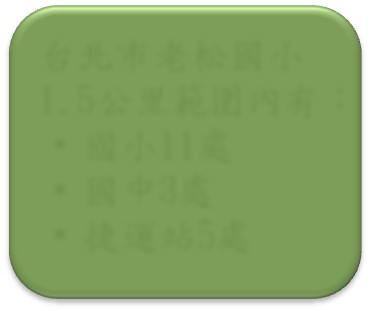 台北市老松國小
1.5公里範圍內有：
• 國小11處
• 國中3處
• 捷運站5處